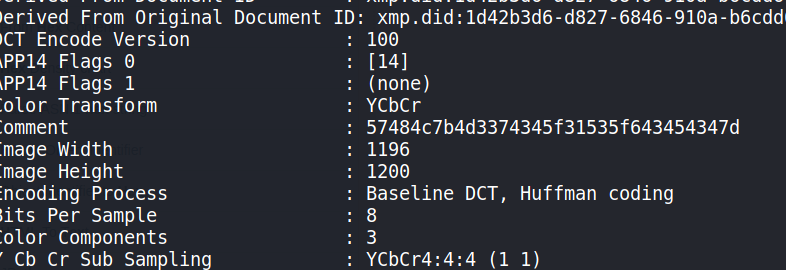 Derived From Original Document ID: xmp.did:1d42b3d6-d827-6846-910a-b6cdd
DCT Encode Version : 100
APP14 Flags 0 : [14]
APP14 Flags 1 : (none)
Color Transform : YCbCr
Comment : 57484c7b4d3374345f31535f643454347d
Image Width : 1196
Image Height : 1200
Encoding Process : Baseline DCT, Huffman coding
Bits Per Sample : 8
Color Components : 3
Y Cb Cr Sub Sampling : YCbCr4:4:4 (1 1)